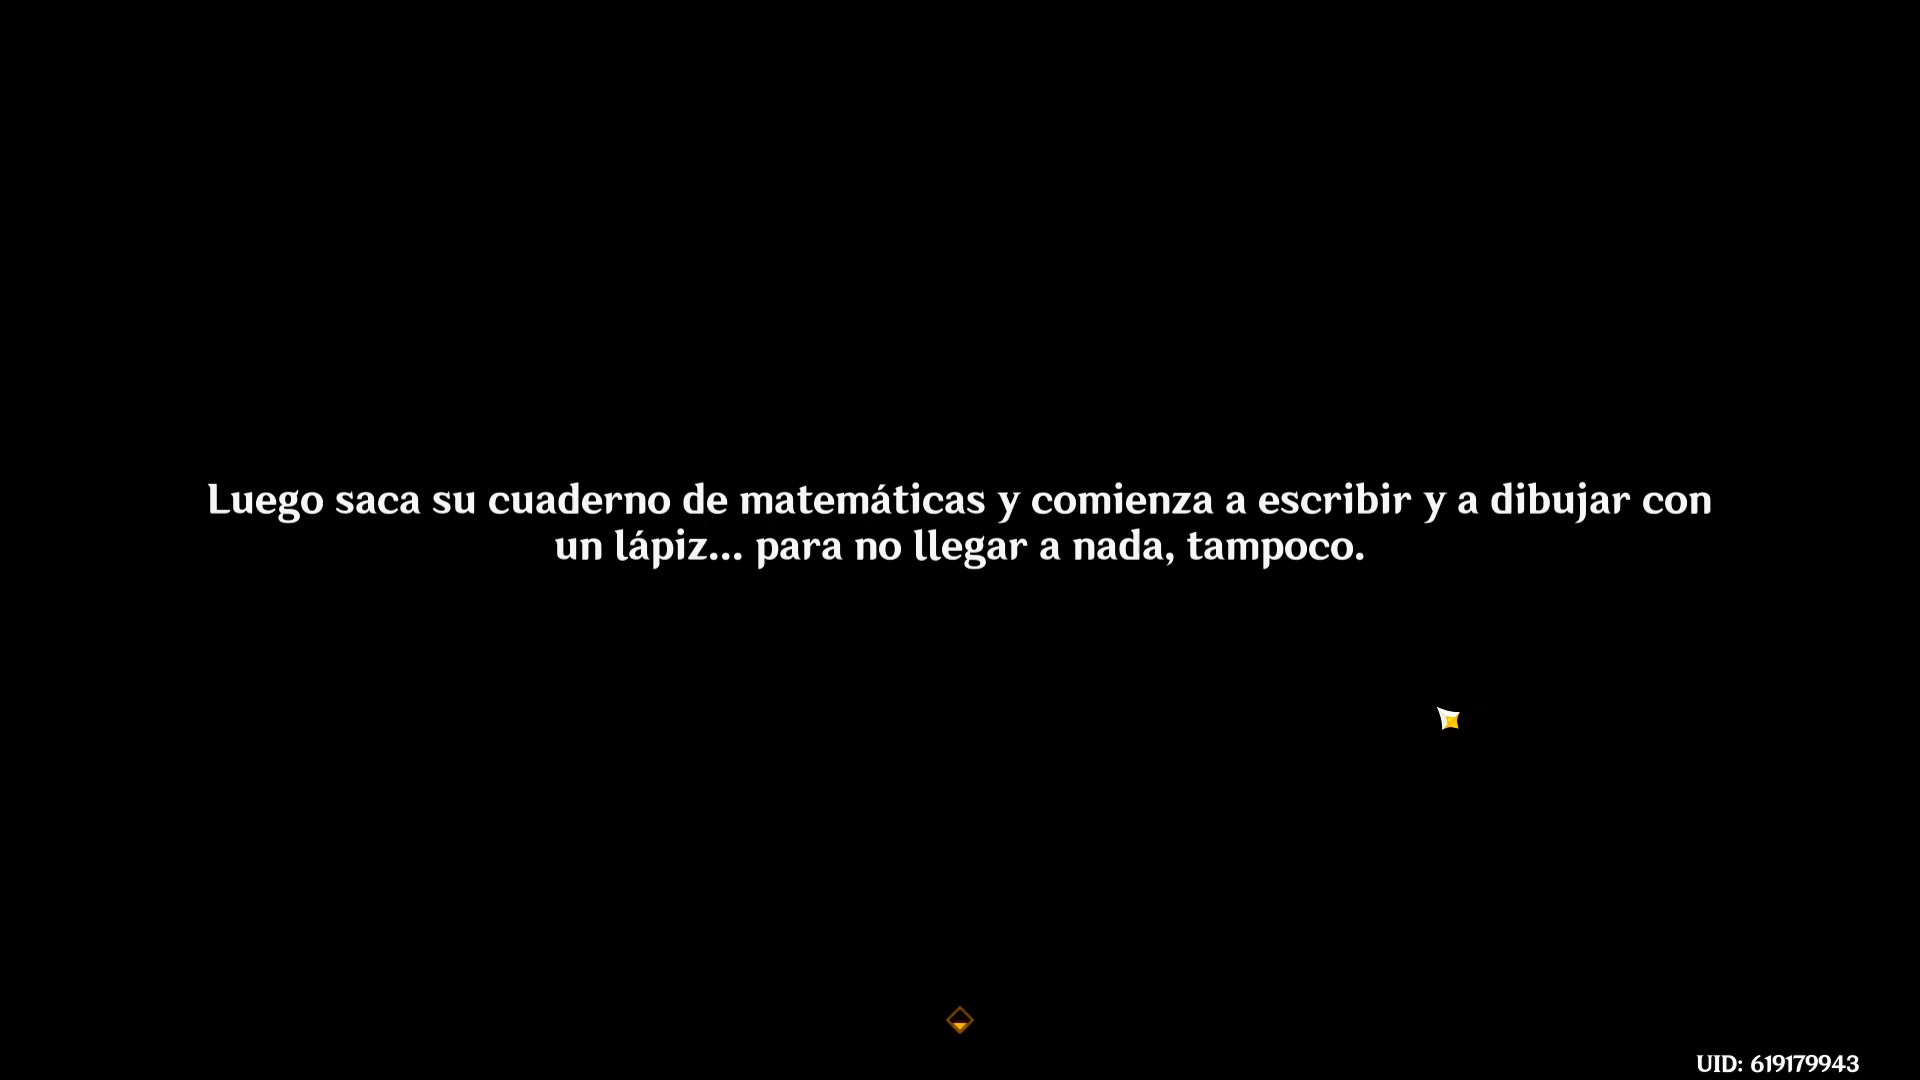 Luego saca su cuaderno de matemáticas y comienza a escribir y a dibujar con
un lápiz... para no llegar a nada, tampoco.
UID: 619179943